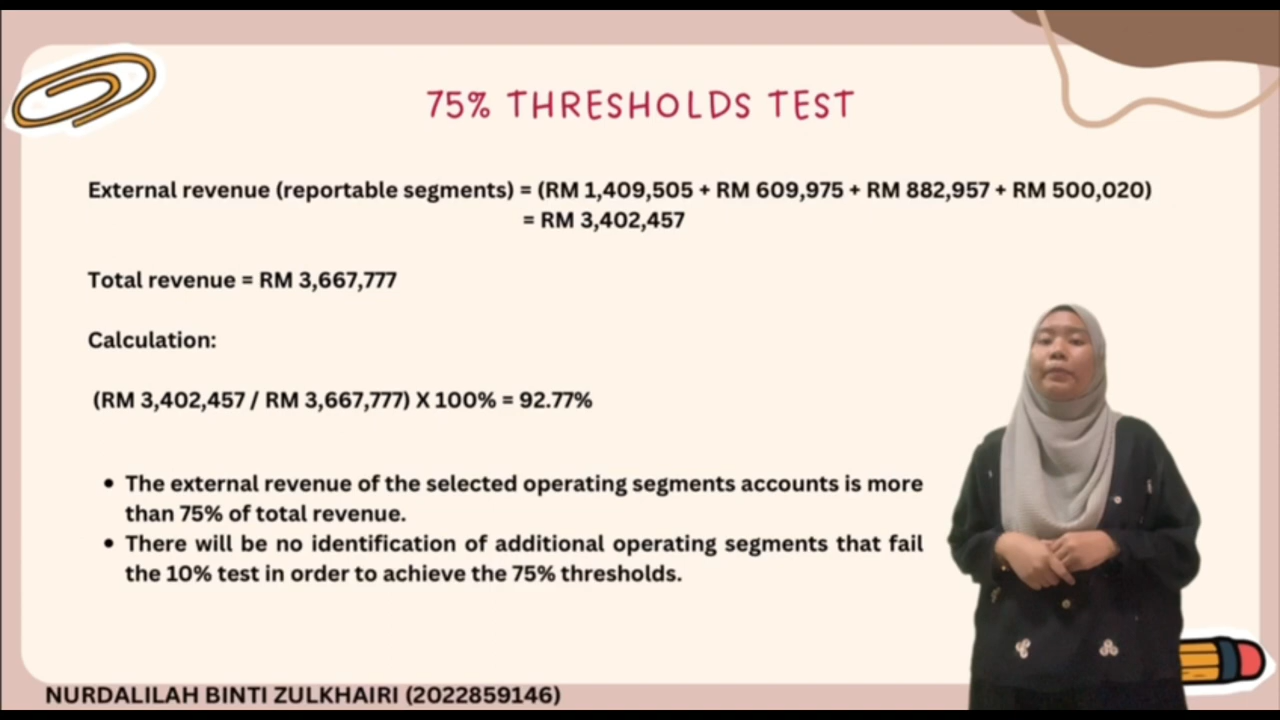 75% THRESHOLDS TEST
External revenue (reportable segments) = (RM 1,409,505 + RM 609,975 + RM 882,957 + RM 500,020)
= RM 3,402,457
Total revenue = RM 3,667,777
Calculation:
(RM 3,402,457 / RM 3,667,777) X 100% = 92.77%
• The external revenue of the selected operating segments accounts is more
than 75% of total revenue.
• There will be no identification of additional operating segments that fail
the 10% test in order to achieve the 75% thresholds.
NURDALILAH BINTI ZULKHAIRI (2022859146)